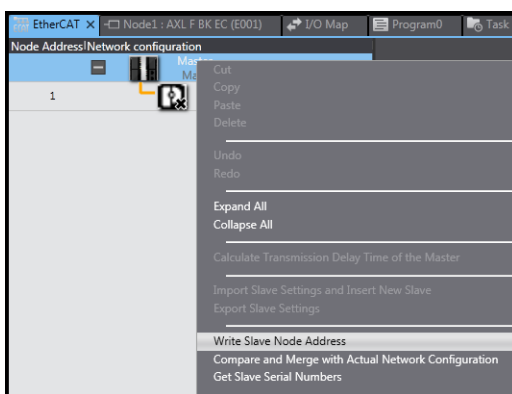 EtherCAT × Node1 : AXL F BK EC (E001) I/O Map Program0 Task
Node Address Network configuration
Master
Ma
1
Cut
Copy
Paste
Delete
Undo
Redo
Expand All
Collapse All
Calculate Transmission Delay Time of the Master
Import Slave Settings and Insert New Slave
Export Slave Settings
Write Slave Node Address
Compare and Merge with Actual Network Configuration
Get Slave Serial Numbers